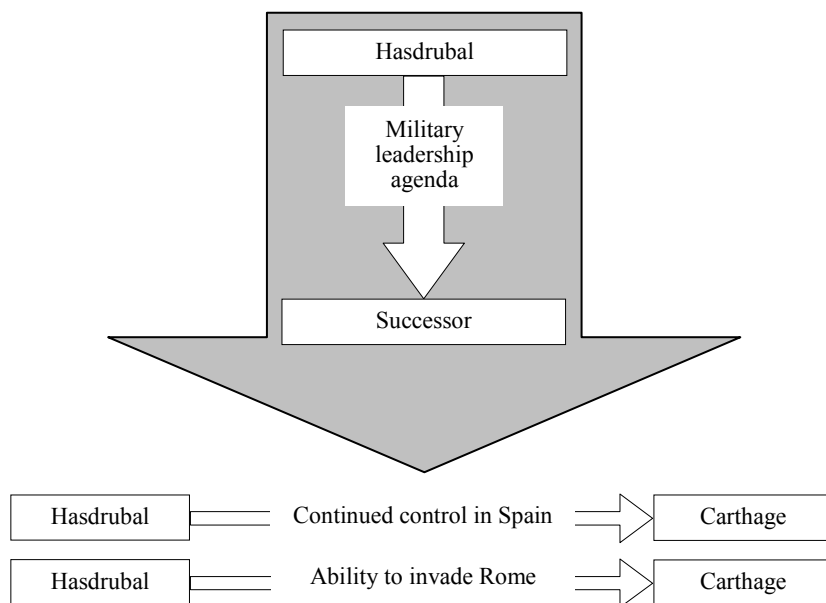 Hasdrubal
Military
leadership
agenda
Successor
Hasdrubal Continued control in Spain Carthage
Hasdrubal Ability to invade Rome Carthage